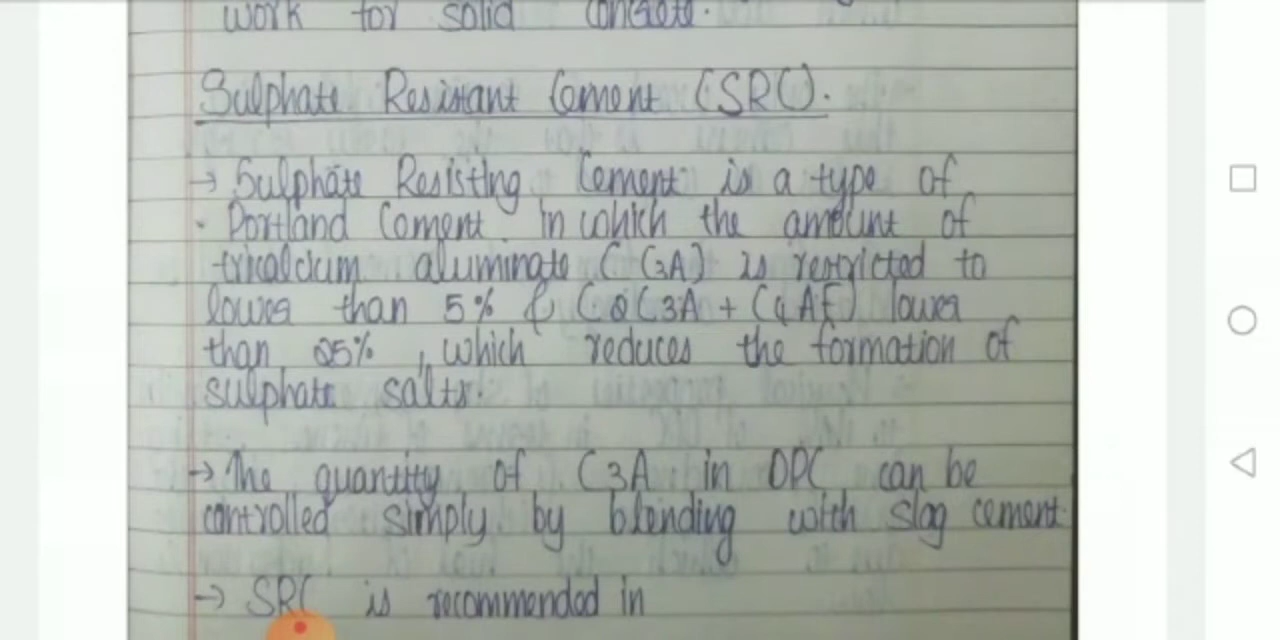 work for solid concrete.
Sulphate Resistant Cement (SRC).
→ Sulphate Resisting Cement is a type of
Portland Cement in which the amount of
tricalcium aluminate (C3A) is restricted to
lower than 5% & (2C3A + C4AF) lower
than 25%, which reduces the formation of
sulphate salts.
→ The quantity of C3A in OPC can be
controlled simply by blending with slag cement
→ SRC is recommended in